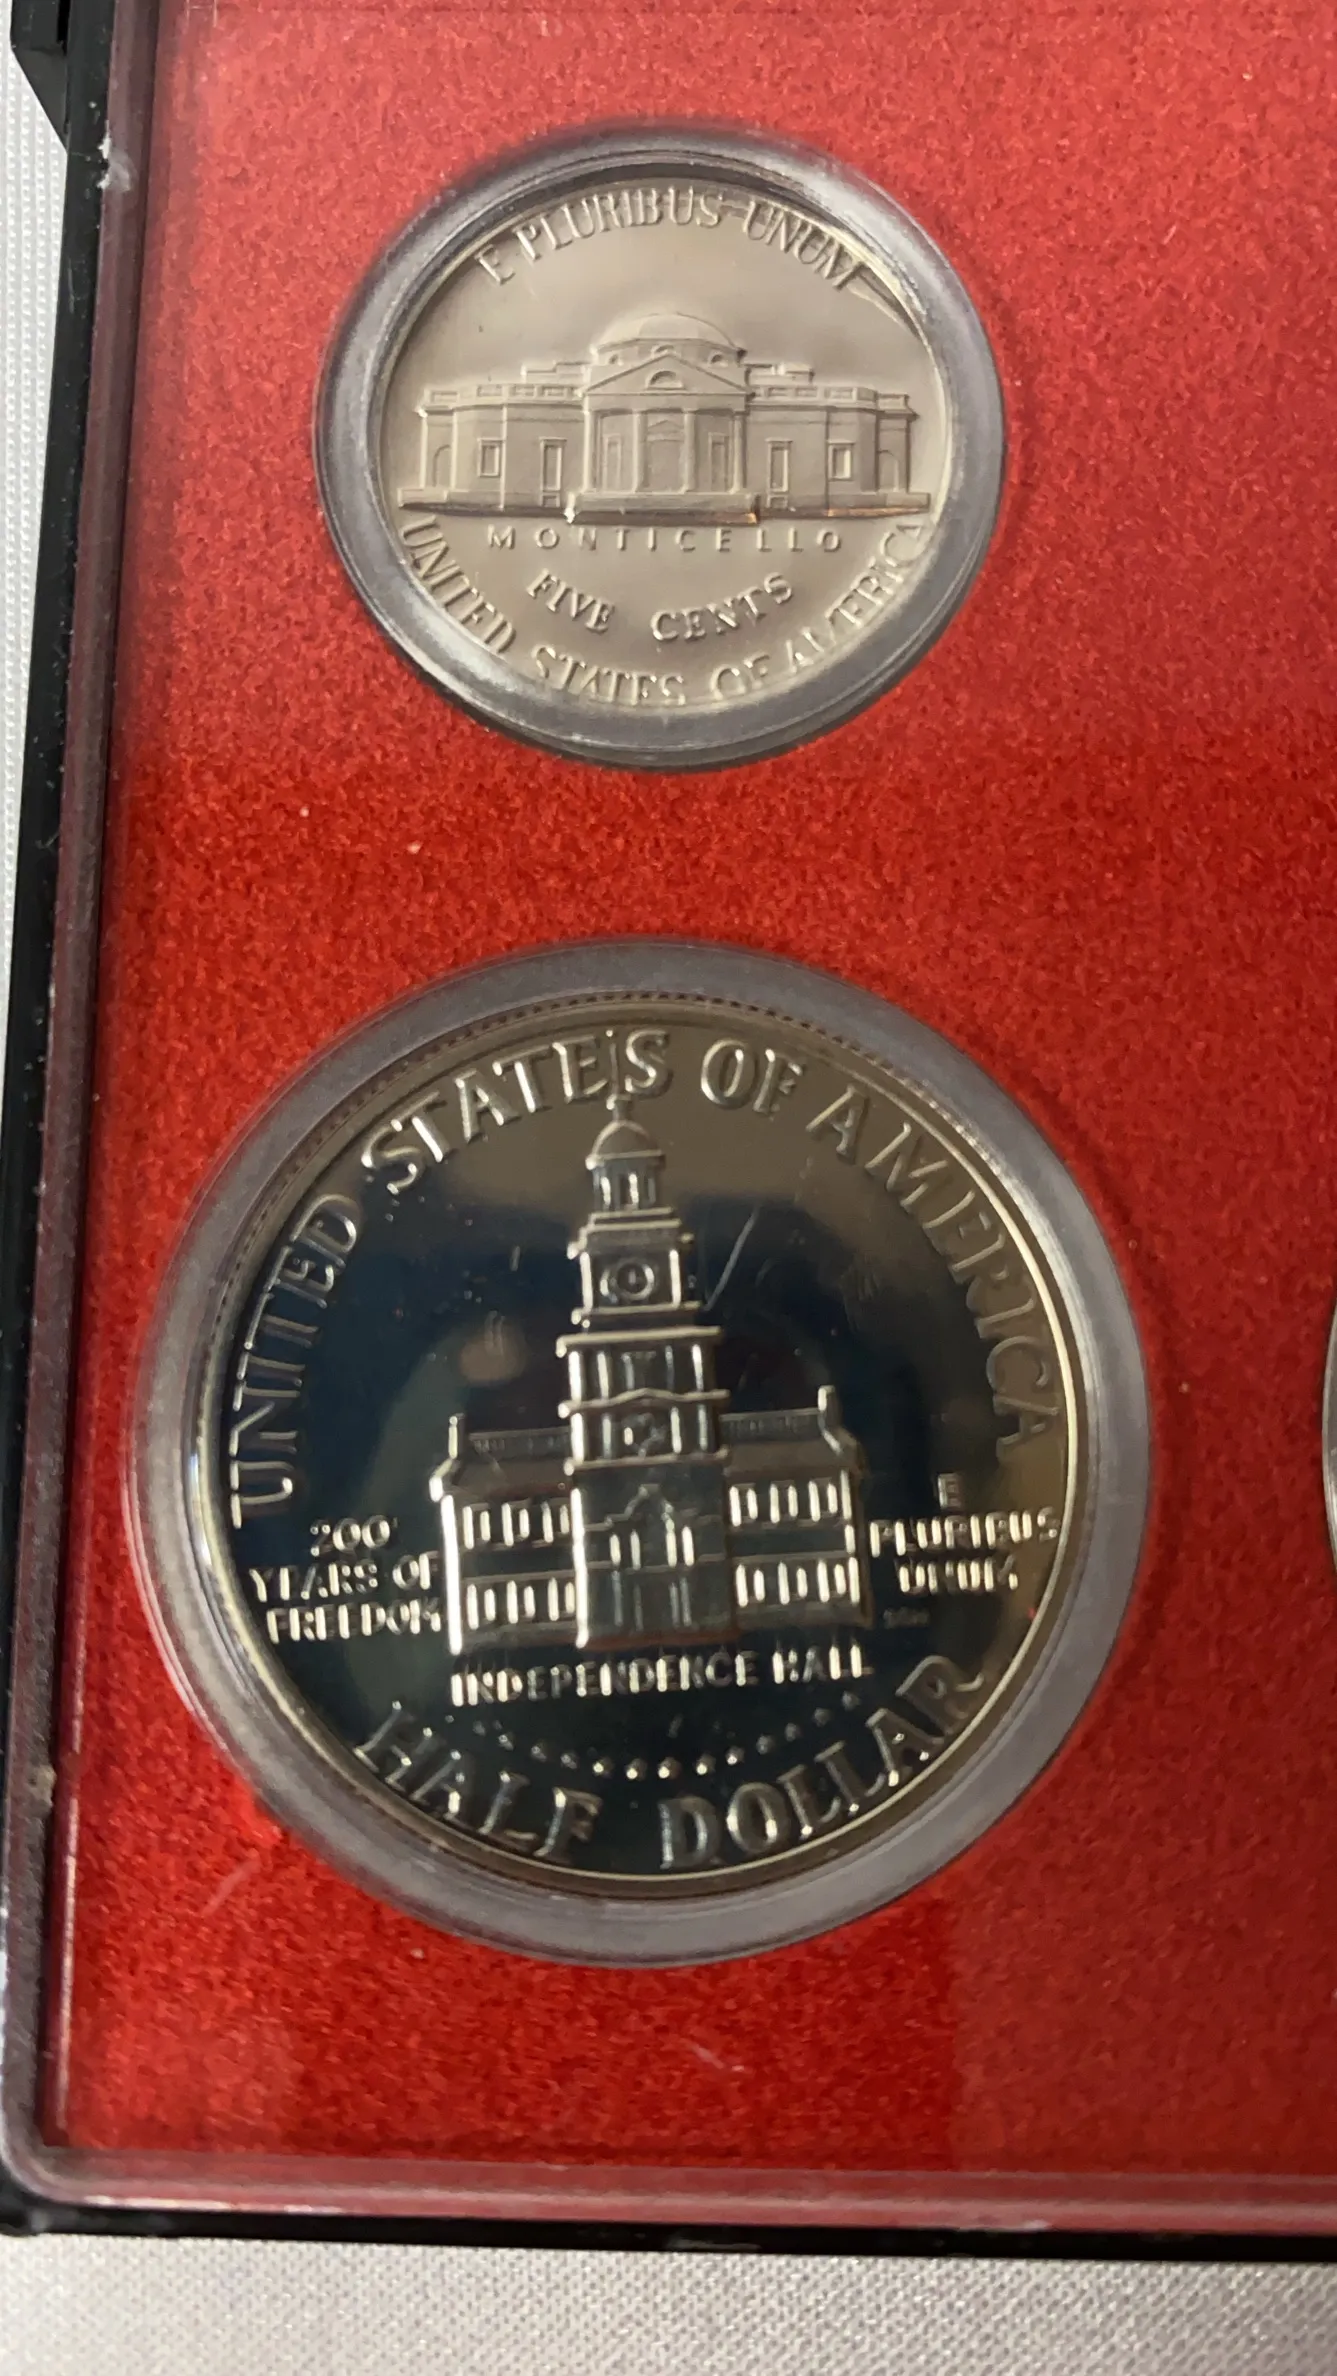 E PLURIBUS UNUM
MONTICELLO
FIVE CENTS
UNITED STATES OF AMERICA
UNITED STATES OF AMERICA
200
YEARS OF
FREEDOM
E
PLURIBUS
UNUM
INDEPENDENCE HALL
HALF DOLLAR